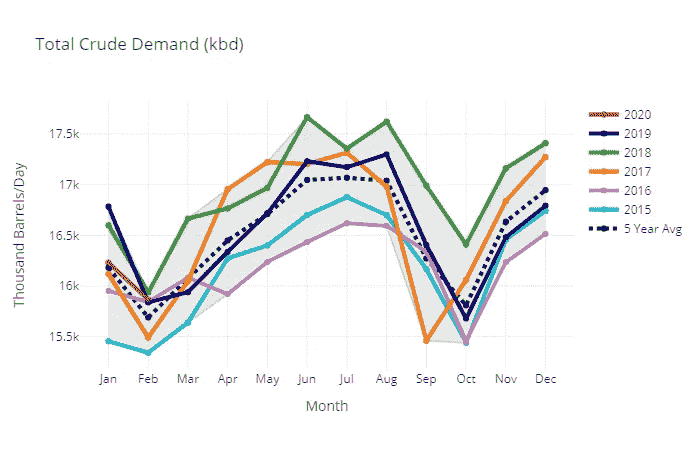 Total Crude Demand (kbd)
Thousand Barrels/Day
17.5k
17k
16.5k
16k
15.5k
Jan Feb Mar Apr May Jun Jul Aug Sep Oct Nov Dec
Month
2020
2019
2018
2017
2016
2015
5 Year Avg